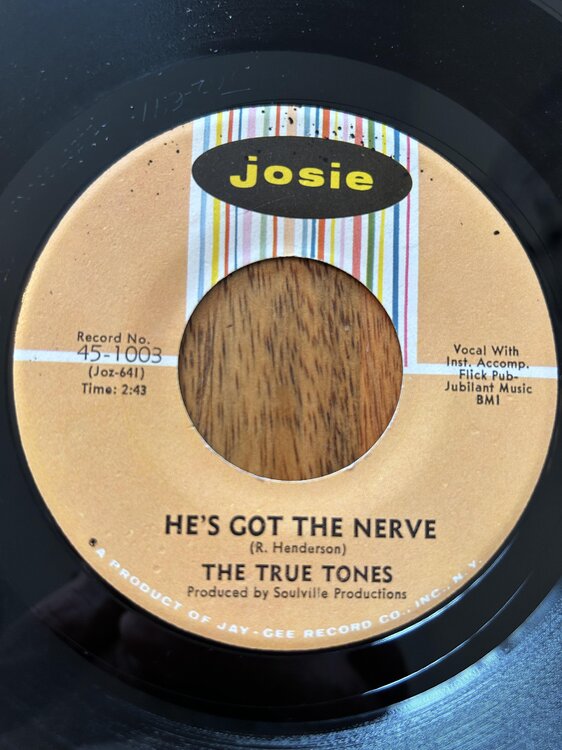 josie
Record No.
45-1003
(Joz-641)
Time: 2:43
Vocal With
Inst. Accomp.
Flick Pub-
Jubilant Music
BMI
HE'S GOT THE NERVE
(R. Henderson)
THE TRUE TONES
Produced by Soulville Productions
A PRODUCT OF JAY-GEE RECORD CO., INC., N.Y.